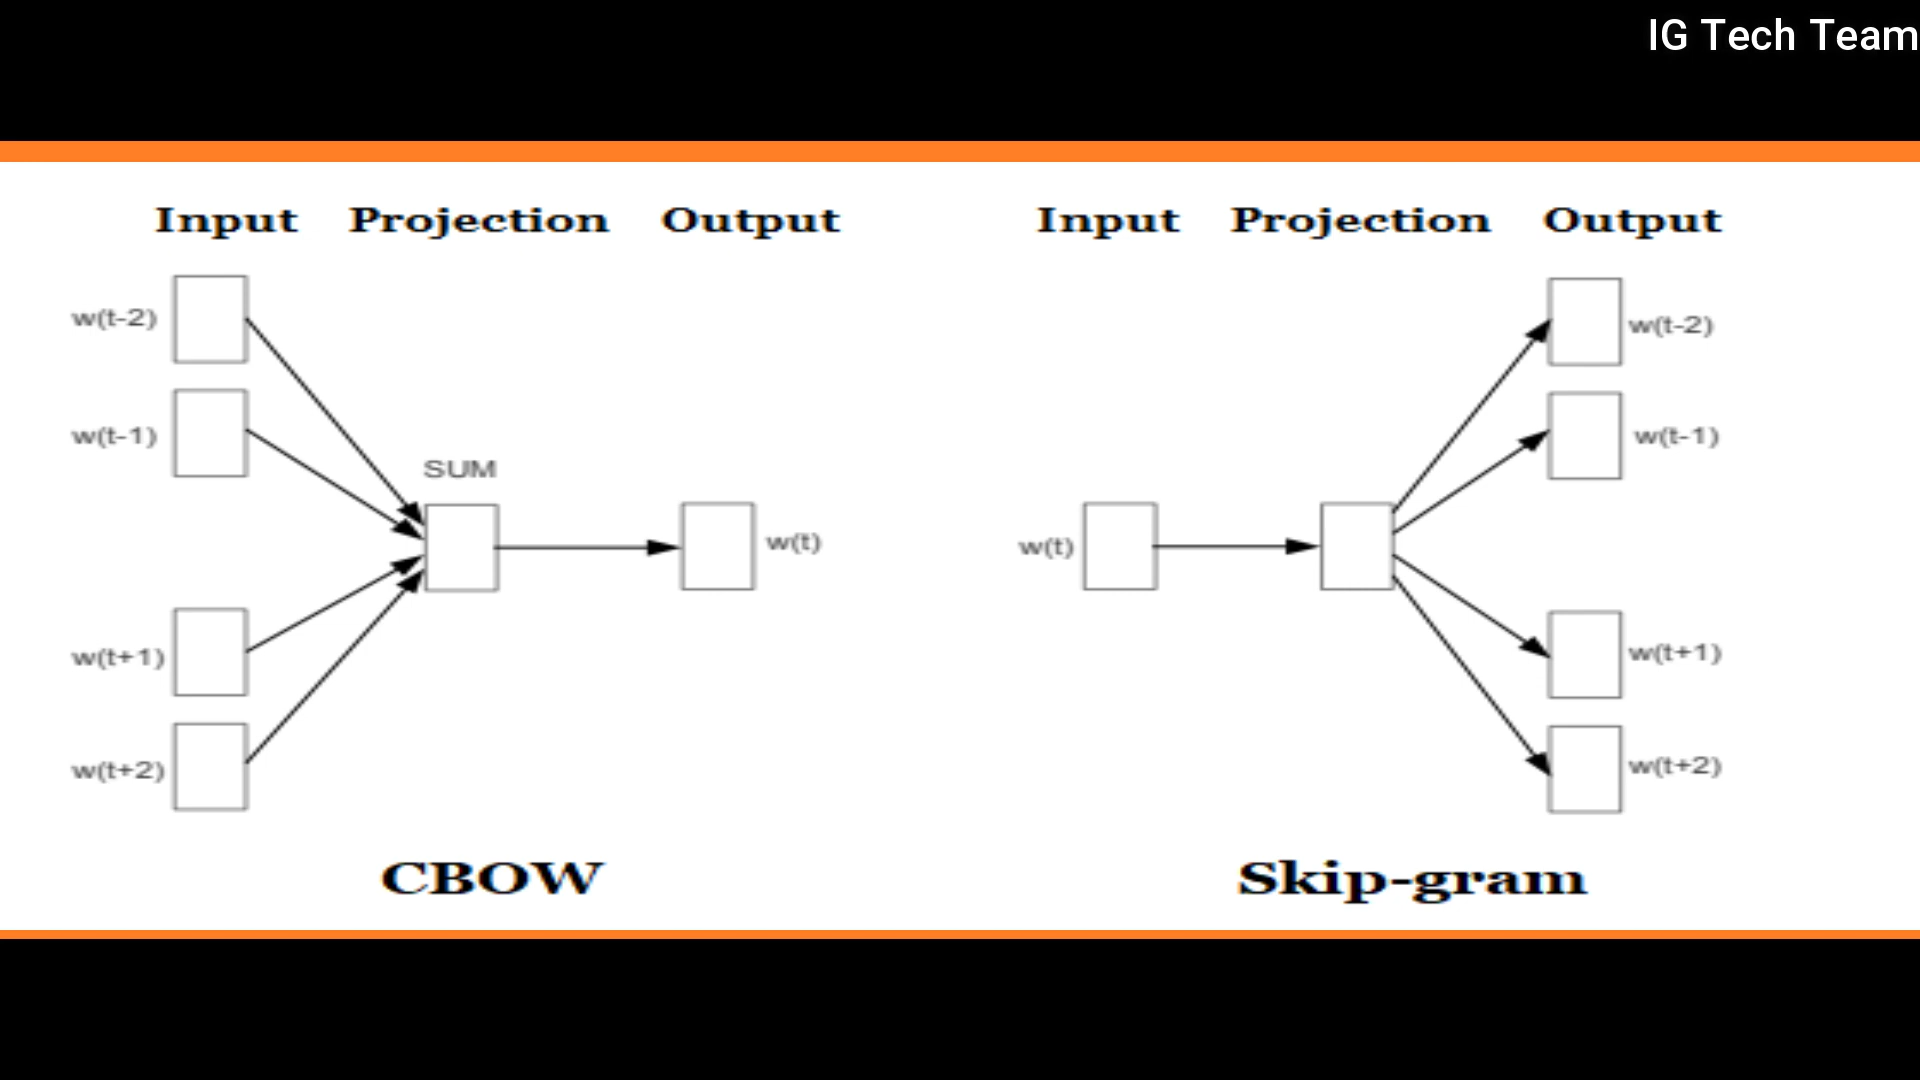 IG Tech Team
Input Projection Output
w(t-2)
w(t-1)
SUM
w(t)
w(t+1)
w(t+2)
CBOW
Input Projection Output
w(t-2)
w(t-1)
w(t)
w(t+1)
w(t+2)
Skip-gram